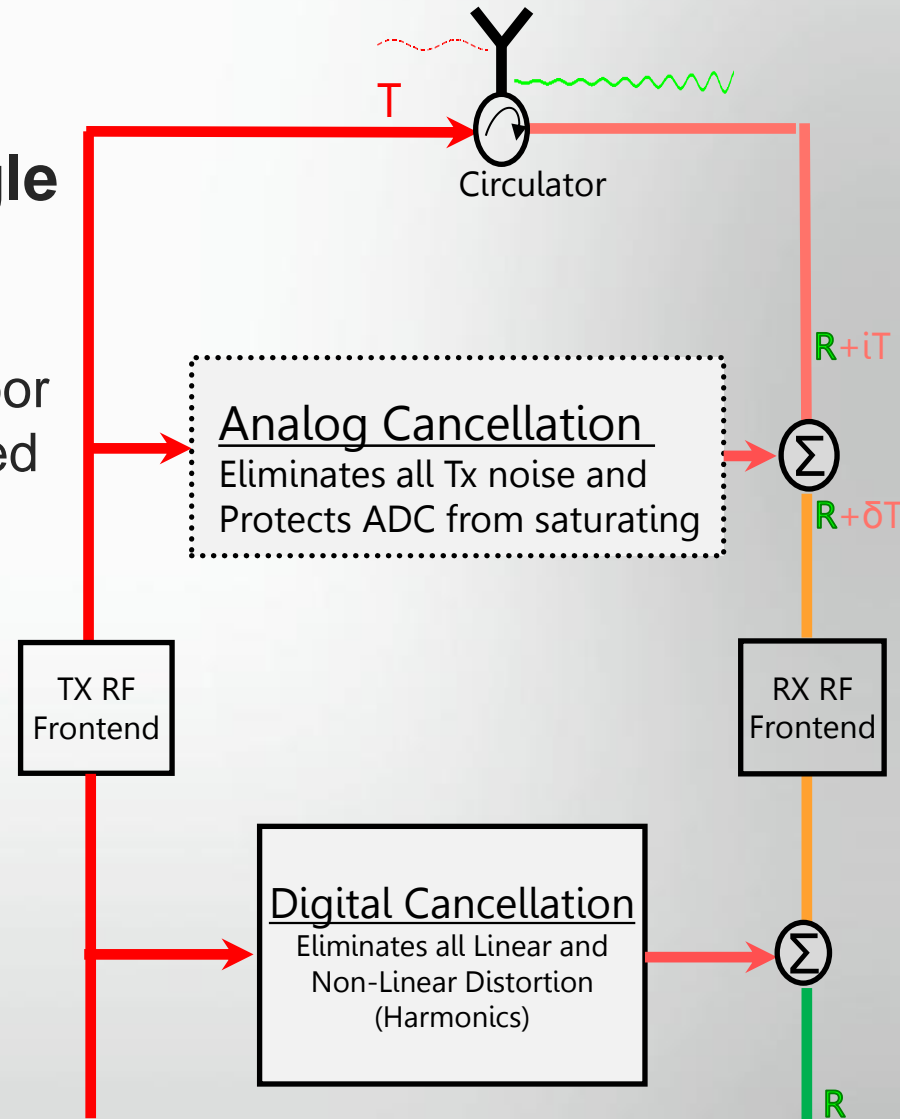 T
Circulator
gle
R+iT
oor
ed
Analog Cancellation
Eliminates all Tx noise and
Protects ADC from saturating
Σ
R+δT
TX RF
Frontend
RX RF
Frontend
Digital Cancellation
Eliminates all Linear and
Non-Linear Distortion
(Harmonics)
Σ
R